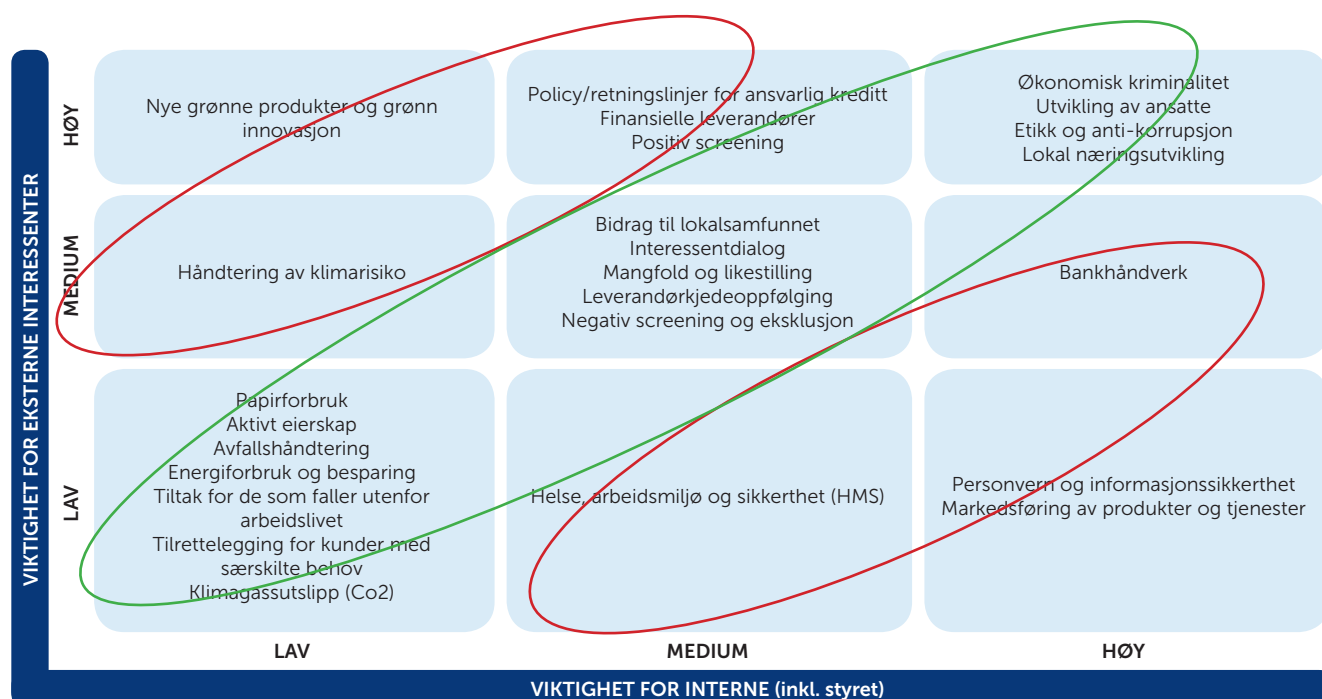 VIKTIGHET FOR EKSTERNE INTERESSENTER
HØY
Nye grønne produkter og grønn
innovasjon
Policy/retningslinjer for ansvarlig kreditt
Finansielle leverandører
Positiv screening
Økonomisk kriminalitet
Utvikling av ansatte
Etikk og anti-korrupsjon
Lokal næringsutvikling
MEDIUM
Håndtering av klimarisiko
Bidrag til lokalsamfunnet
Interessentdialog
Mangfold og likestilling
Leverandørkjedeoppfølging
Negativ screening og eksklusjon
Bankhåndverk
LAV
Papirforbruk
Aktivt eierskap
Avfallshåndtering
Energiforbruk og besparing
Tiltak for de som faller utenfor
arbeidslivet
Tilrettelegging for kunder med
særskilte behov
Klimagassutslipp (Co2)
Helse, arbeidsmiljø og sikkerthet (HMS)
Personvern og informasjonssikkerthet
Markedsføring av produkter og tjenester
LAV
MEDIUM
HØY
VIKTIGHET FOR INTERNE (inkl. styret)